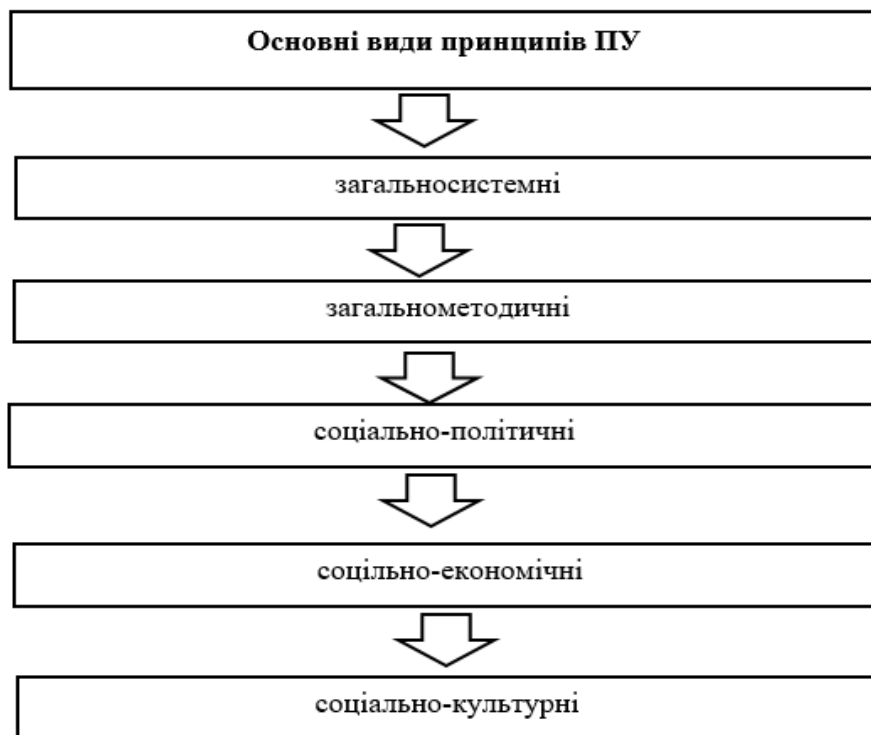 Основні види принципів ПУ
загальносистемні
загальнометодичні
соціально-політичні
соцільно-економічні
соціально-культурні